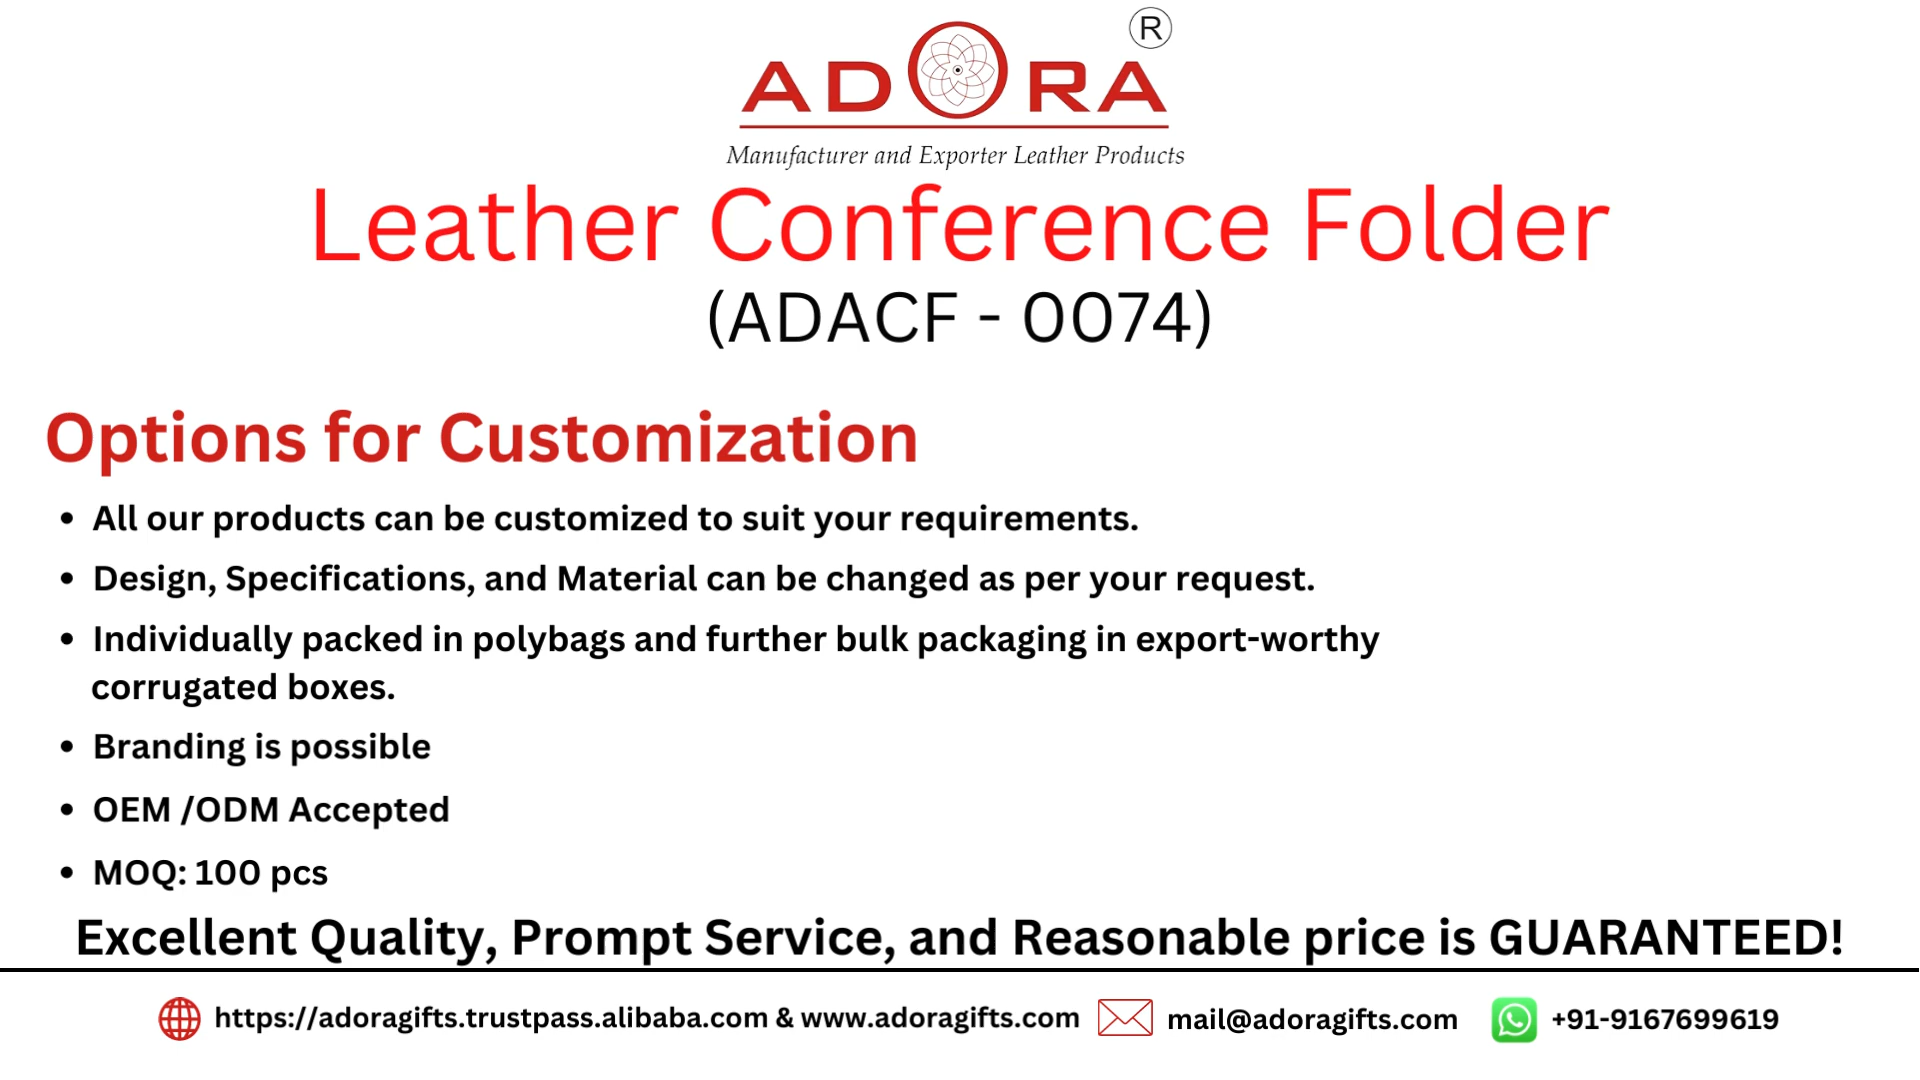 ADORA ®
Manufacturer and Exporter Leather Products
Leather Conference Folder
(ADACF - 0074)
Options for Customization
• All our products can be customized to suit your requirements.
• Design, Specifications, and Material can be changed as per your request.
• Individually packed in polybags and further bulk packaging in export-worthy
corrugated boxes.
• Branding is possible
• OEM /ODM Accepted
• MOQ: 100 pcs
Excellent Quality, Prompt Service, and Reasonable price is GUARANTEED!
https://adoragifts.trustpass.alibaba.com & www.adoragifts.com mail@adoragifts.com +91-9167699619